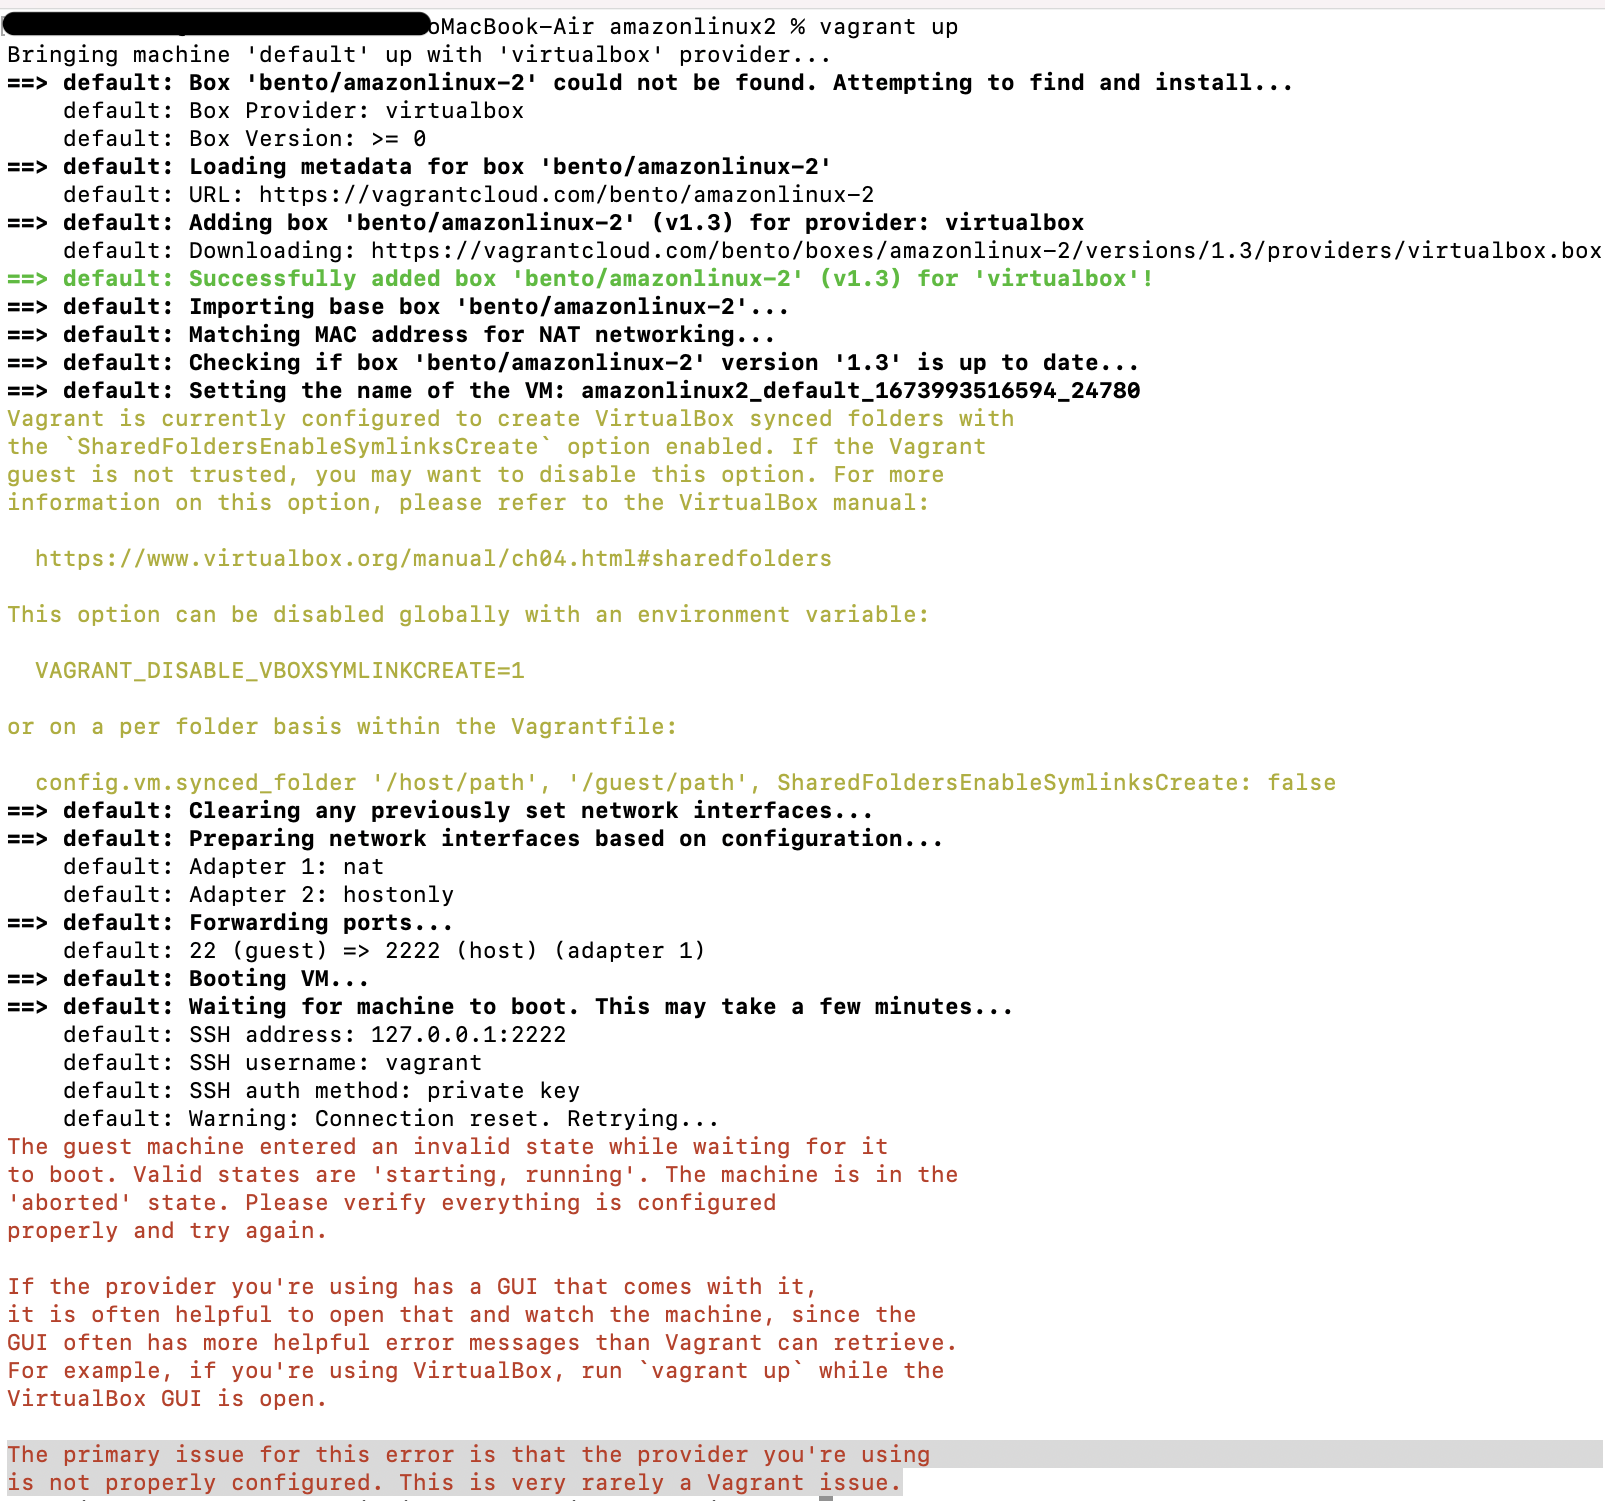 oMacBook-Air amazonlinux2 % vagrant up
Bringing machine 'default' up with 'virtualbox' provider...
==> default: Box 'bento/amazonlinux-2' could not be found. Attempting to find and install...
    default: Box Provider: virtualbox
    default: Box Version: >= 0
==> default: Loading metadata for box 'bento/amazonlinux-2'
    default: URL: https://vagrantcloud.com/bento/amazonlinux-2
==> default: Adding box 'bento/amazonlinux-2' (v1.3) for provider: virtualbox
    default: Downloading: https://vagrantcloud.com/bento/boxes/amazonlinux-2/versions/1.3/providers/virtualbox.box
==> default: Successfully added box 'bento/amazonlinux-2' (v1.3) for 'virtualbox'!
==> default: Importing base box 'bento/amazonlinux-2'...
==> default: Matching MAC address for NAT networking...
==> default: Checking if box 'bento/amazonlinux-2' version '1.3' is up to date...
==> default: Setting the name of the VM: amazonlinux2_default_1673993516594_24780
Vagrant is currently configured to create VirtualBox synced folders with
the `SharedFoldersEnableSymlinksCreate` option enabled. If the Vagrant
guest is not trusted, you may want to disable this option. For more
information on this option, please refer to the VirtualBox manual:

  https://www.virtualbox.org/manual/ch04.html#sharedfolders

This option can be disabled globally with an environment variable:

  VAGRANT_DISABLE_VBOXSYMLINKCREATE=1

or on a per folder basis within the Vagrantfile:

  config.vm.synced_folder '/host/path', '/guest/path', SharedFoldersEnableSymlinksCreate: false
==> default: Clearing any previously set network interfaces...
==> default: Preparing network interfaces based on configuration...
    default: Adapter 1: nat
    default: Adapter 2: hostonly
==> default: Forwarding ports...
    default: 22 (guest) => 2222 (host) (adapter 1)
==> default: Booting VM...
==> default: Waiting for machine to boot. This may take a few minutes...
    default: SSH address: 127.0.0.1:2222
    default: SSH username: vagrant
    default: SSH auth method: private key
    default: Warning: Connection reset. Retrying...
The guest machine entered an invalid state while waiting for it
to boot. Valid states are 'starting, running'. The machine is in the
'aborted' state. Please verify everything is configured
properly and try again.

If the provider you're using has a GUI that comes with it,
it is often helpful to open that and watch the machine, since the
GUI often has more helpful error messages than Vagrant can retrieve.
For example, if you're using VirtualBox, run `vagrant up` while the
VirtualBox GUI is open.

The primary issue for this error is that the provider you're using
is not properly configured. This is very rarely a Vagrant issue.